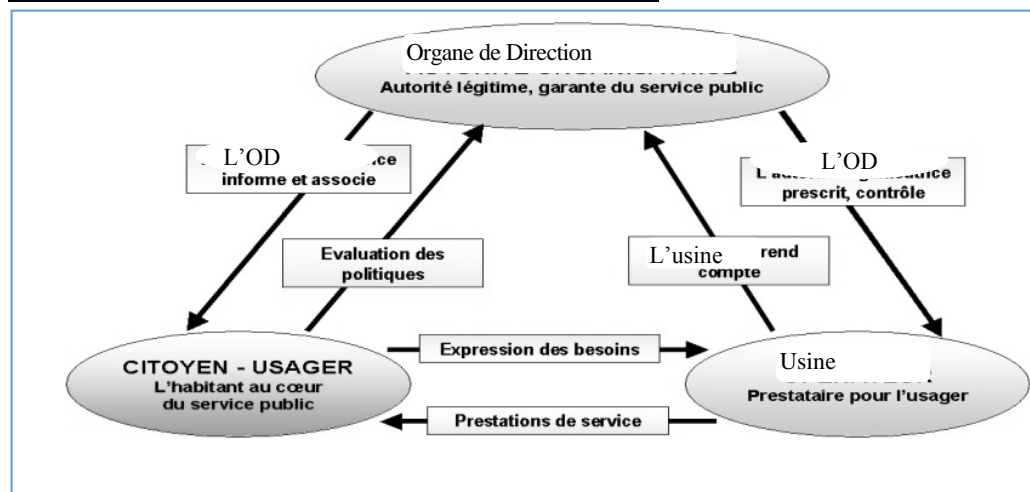 Organe de Direction
Autorité légitime, garante du service public
L'OD
informe et associe
L'OD
prescrit, contrôle
Evaluation des
politiques
L'usine rend
compte
CITOYEN - USAGER
L'habitant au cœur
du service public
Expression des besoins
Prestations de service
Usine
Prestataire pour l'usager